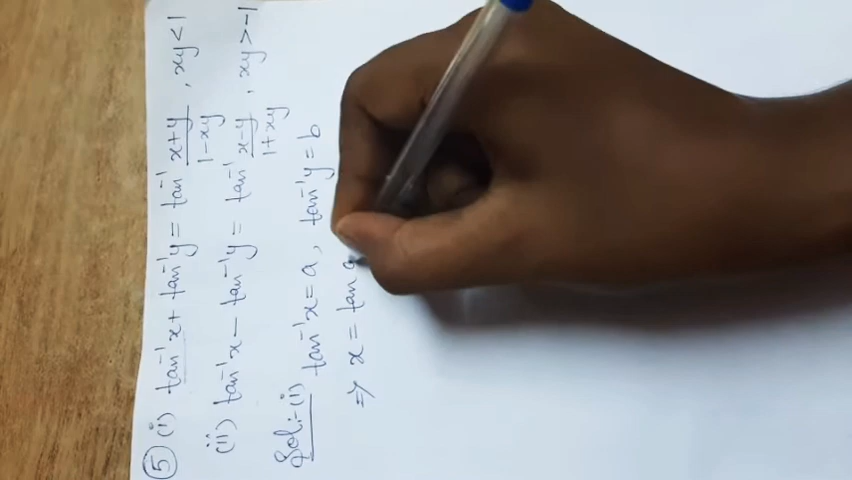 ⑤ (i) tan⁻¹x + tan⁻¹y = tan⁻¹ (x+y)/(1-xy) , xy < 1
(ii) tan⁻¹x - tan⁻¹y = tan⁻¹ (x-y)/(1+xy) , xy > -1
Sol:- (i) tan⁻¹x = a , tan⁻¹y = b
⇒ x = tan a